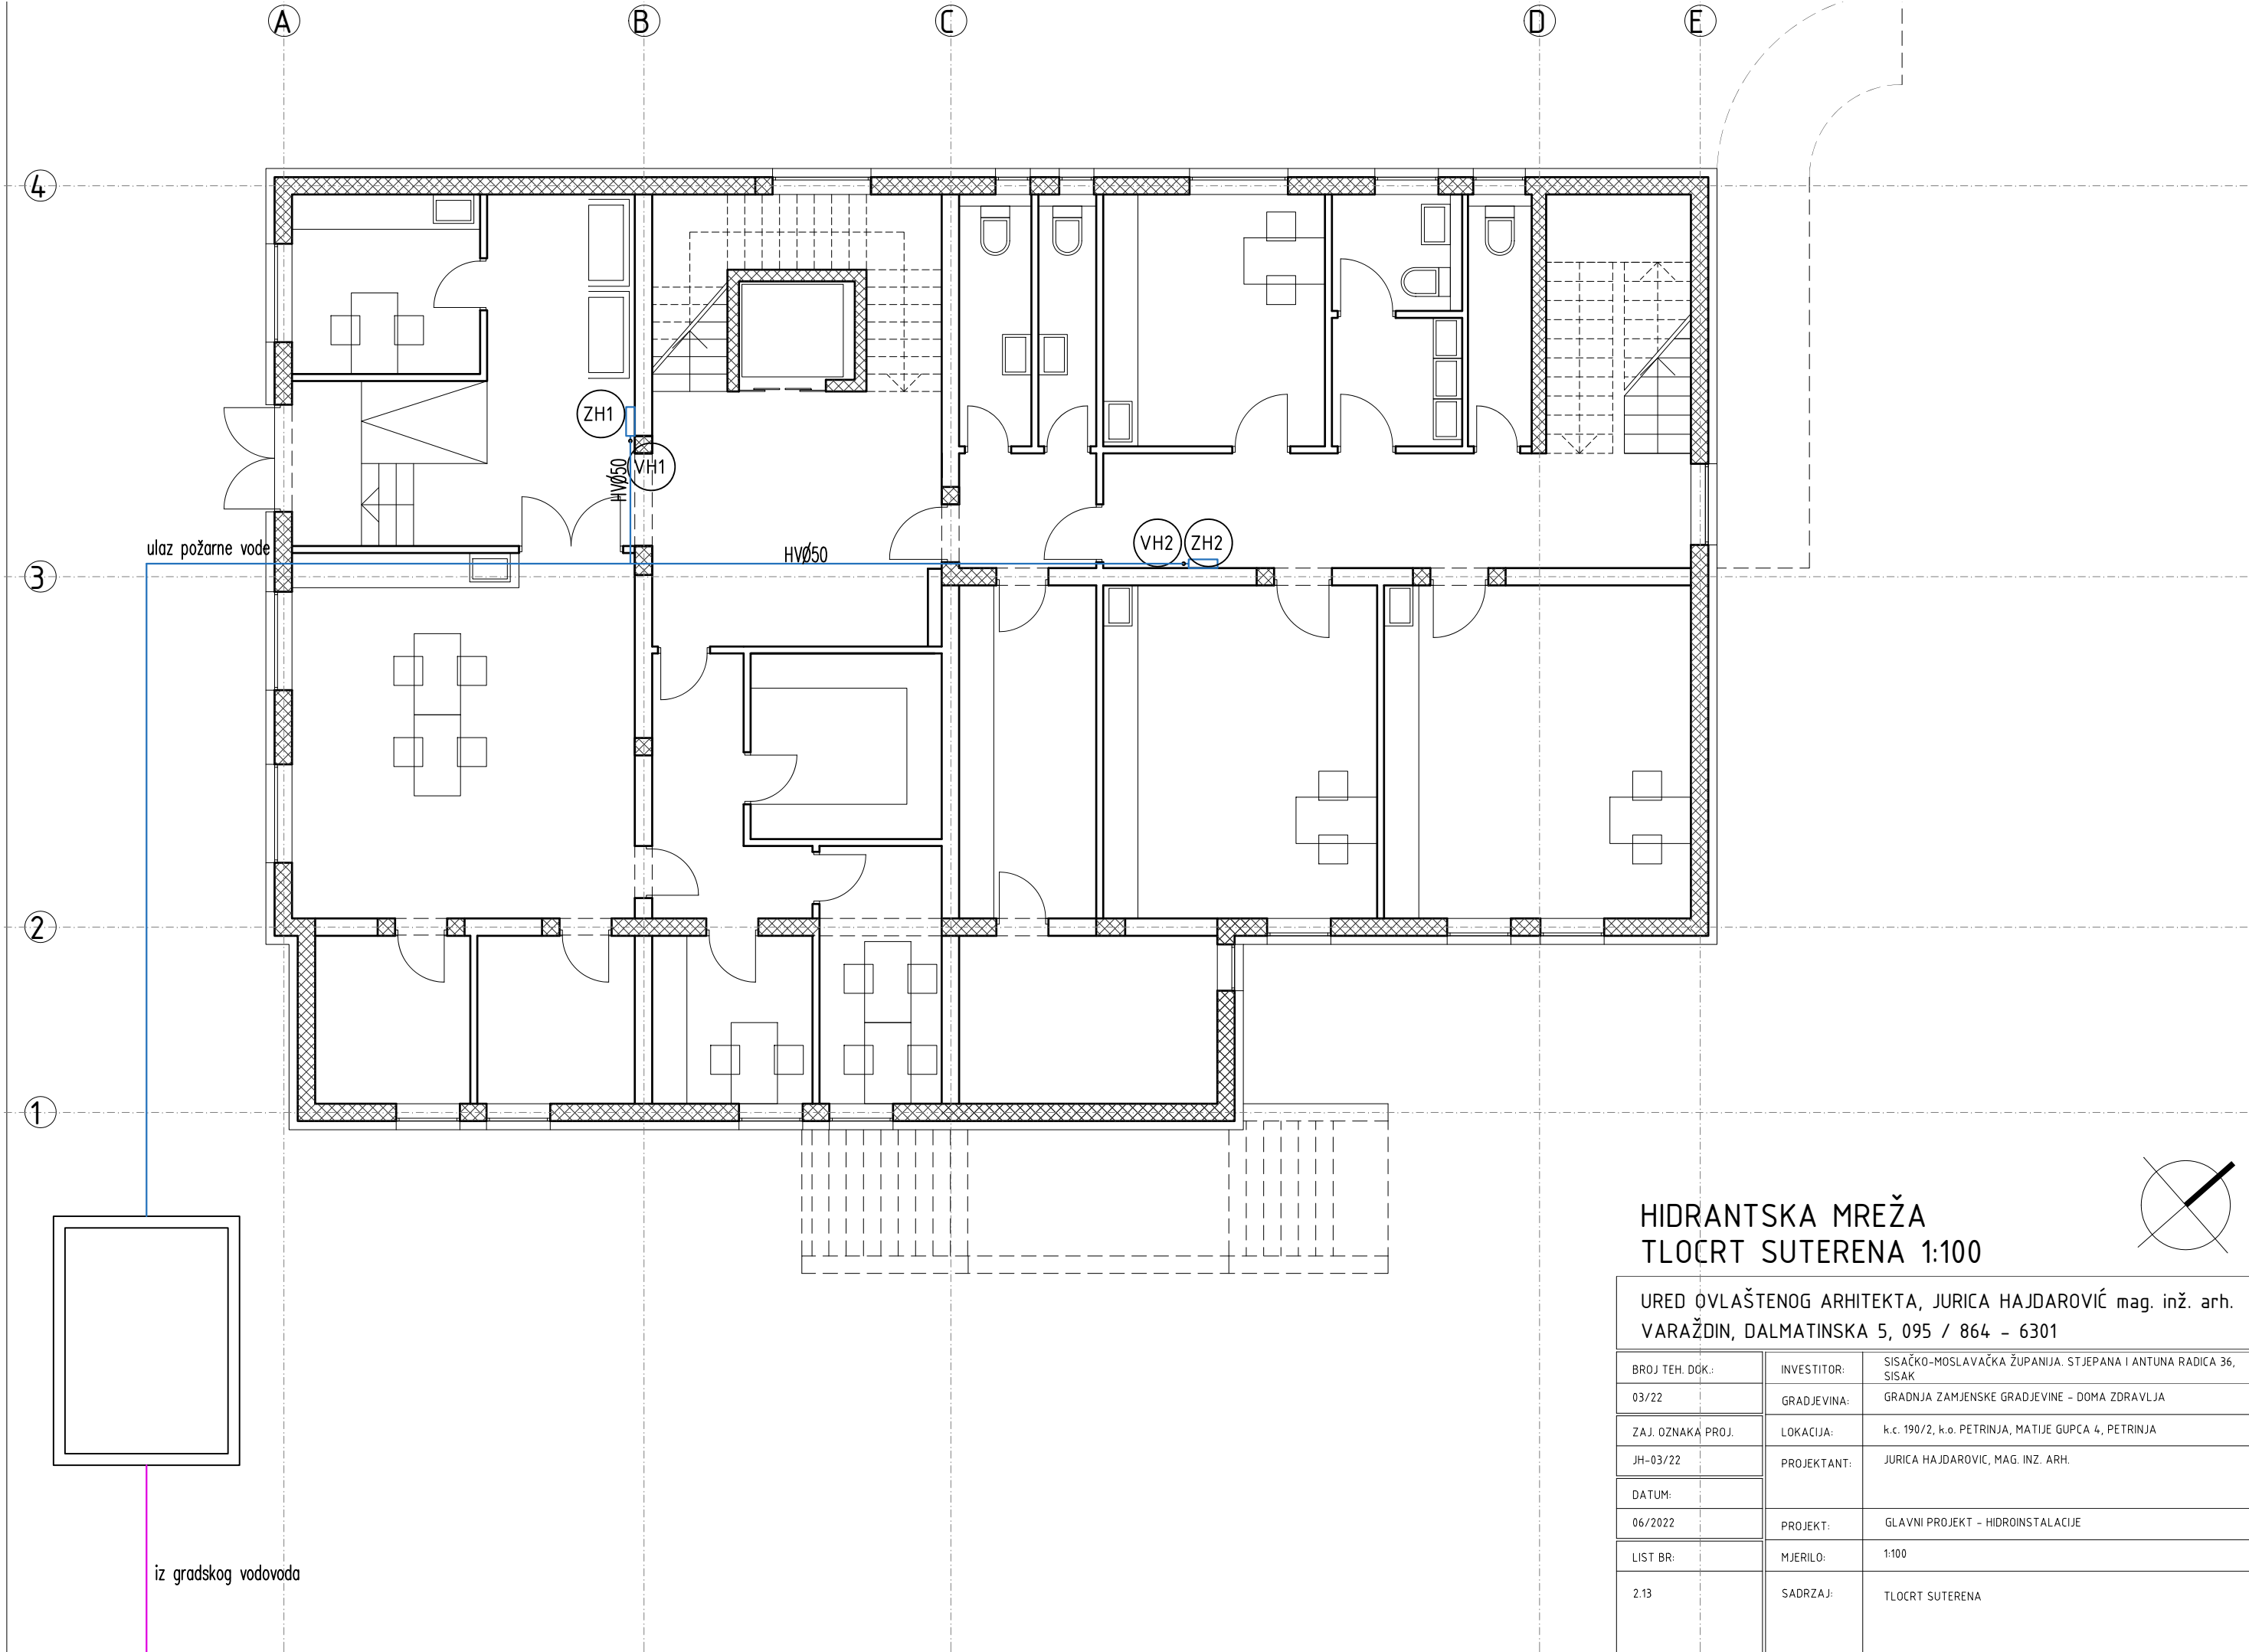 A
B
C
D
E
4
ZH1
HVØ50
VH1
ulaz požarne vode
HVØ50
VH2
ZH2
3
2
1
iz gradskog vodovoda
HIDRANTSKA MREŽA
TLOCRT SUTERENA 1:100
URED OVLAŠTENOG ARHITEKTA, JURICA HAJDAROVIĆ mag. inž. arh.
VARAŽDIN, DALMATINSKA 5, 095 / 864 - 6301
BROJ TEH. DOK.:
03/22
ZAJ. OZNAKA PROJ.
JH-03/22
DATUM:
06/2022
LIST BR:
2.13
INVESTITOR:
SISAČKO-MOSLAVAČKA ŽUPANIJA. STJEPANA I ANTUNA RADICA 36,
SISAK
GRADJEVINA:
GRADNJA ZAMJENSKE GRADJEVINE - DOMA ZDRAVLJA
LOKACIJA:
k.c. 190/2, k.o. PETRINJA, MATIJE GUPCA 4, PETRINJA
PROJEKTANT:
JURICA HAJDAROVIC, MAG. INZ. ARH.
PROJEKT:
GLAVNI PROJEKT - HIDROINSTALACIJE
MJERILO:
1:100
SADRZAJ:
TLOCRT SUTERENA